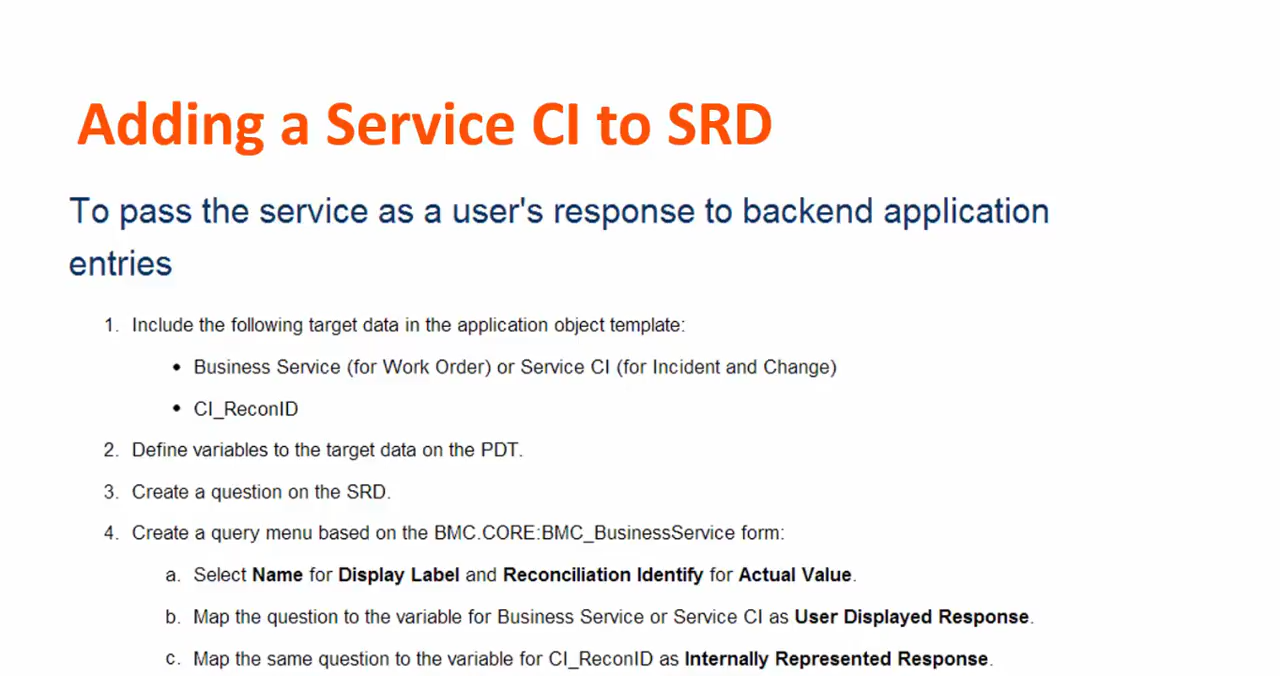 Adding a Service CI to SRD
To pass the service as a user's response to backend application
entries
1. Include the following target data in the application object template:
• Business Service (for Work Order) or Service CI (for Incident and Change)
• CI_ReconID
2. Define variables to the target data on the PDT.
3. Create a question on the SRD.
4. Create a query menu based on the BMC.CORE:BMC_BusinessService form:
a. Select Name for Display Label and Reconciliation Identify for Actual Value.
b. Map the question to the variable for Business Service or Service CI as User Displayed Response.
c. Map the same question to the variable for CI_ReconID as Internally Represented Response.